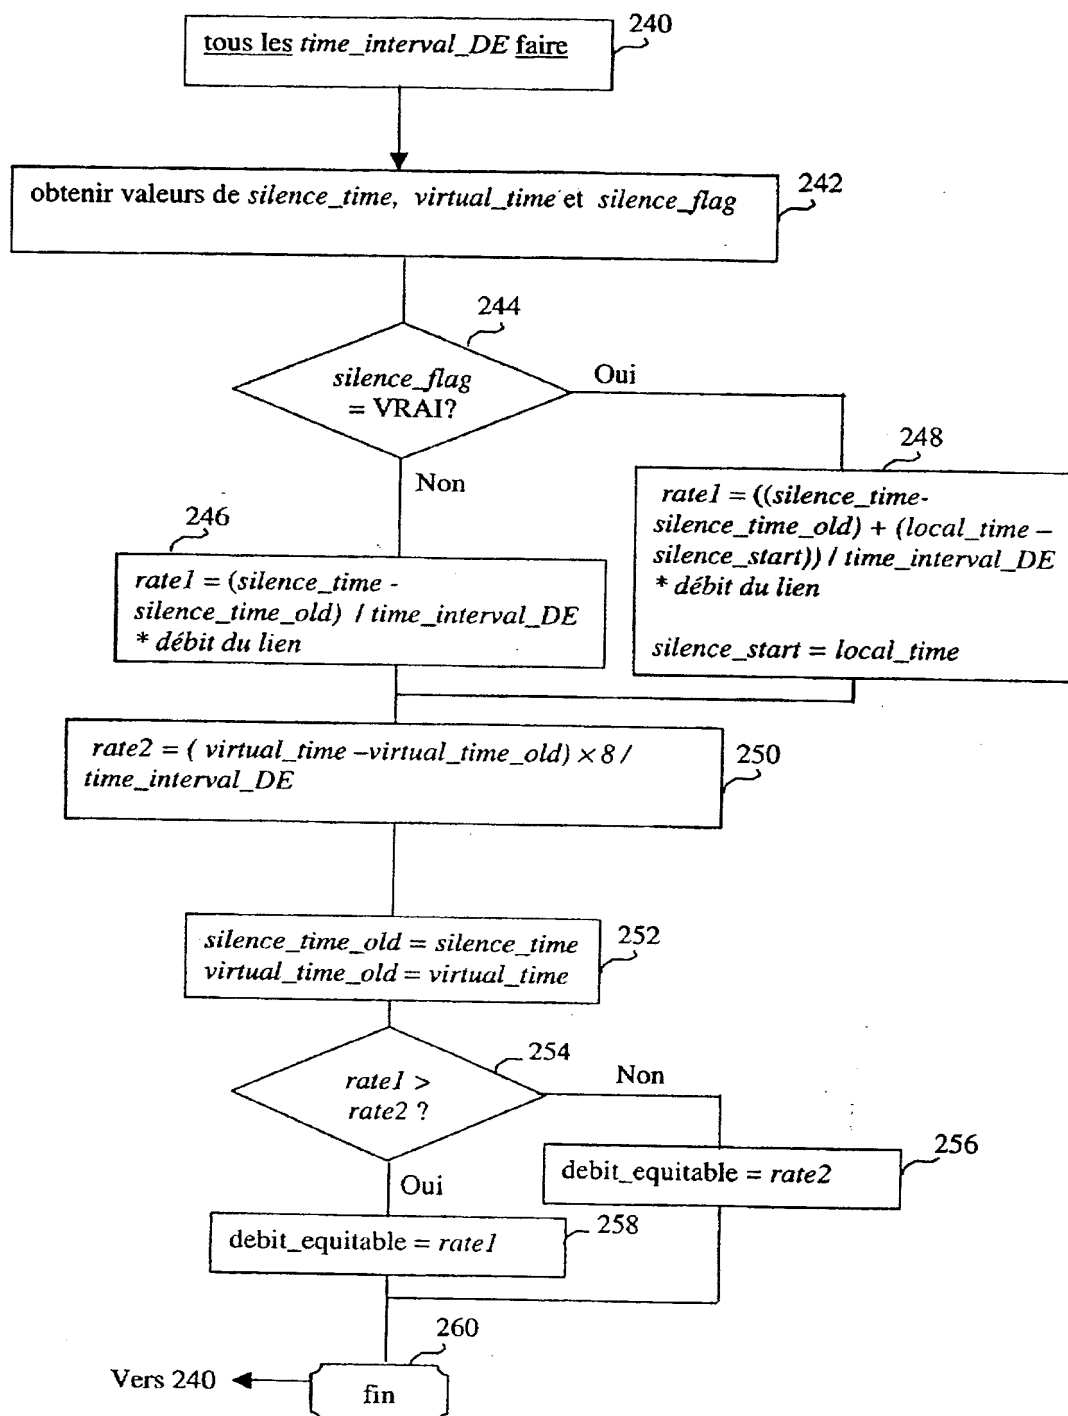 tous les time_interval_DE faire
240
obtenir valeurs de silence_time, virtual_time et silence_flag
242
244
silence_flag
= VRAI?
Oui
Non
248
rate1 = ((silence_time-
silence_time_old) + (local_time –
silence_start)) / time_interval_DE
* débit du lien
silence_start = local_time
246
rate1 = (silence_time -
silence_time_old) / time_interval_DE
* débit du lien
rate2 = ( virtual_time –virtual_time_old) × 8 /
time_interval_DE
250
silence_time_old = silence_time
virtual_time_old = virtual_time
252
254
rate1 >
rate2 ?
Non
Oui
debit_equitable = rate2
256
debit_equitable = rate1
258
260
Vers 240
fin